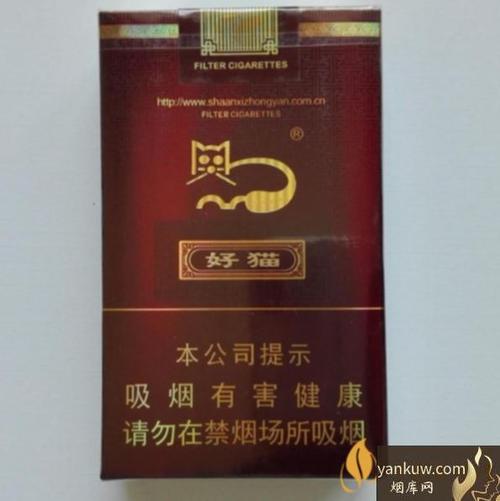 FILTER CIGARETTES
http://www.shaanxizhongyan.com.cn
FILTER CIGARETTES
®
好猫
本公司提示
吸烟有害健康
请勿在禁烟场所吸烟
yankuw.com
烟库网